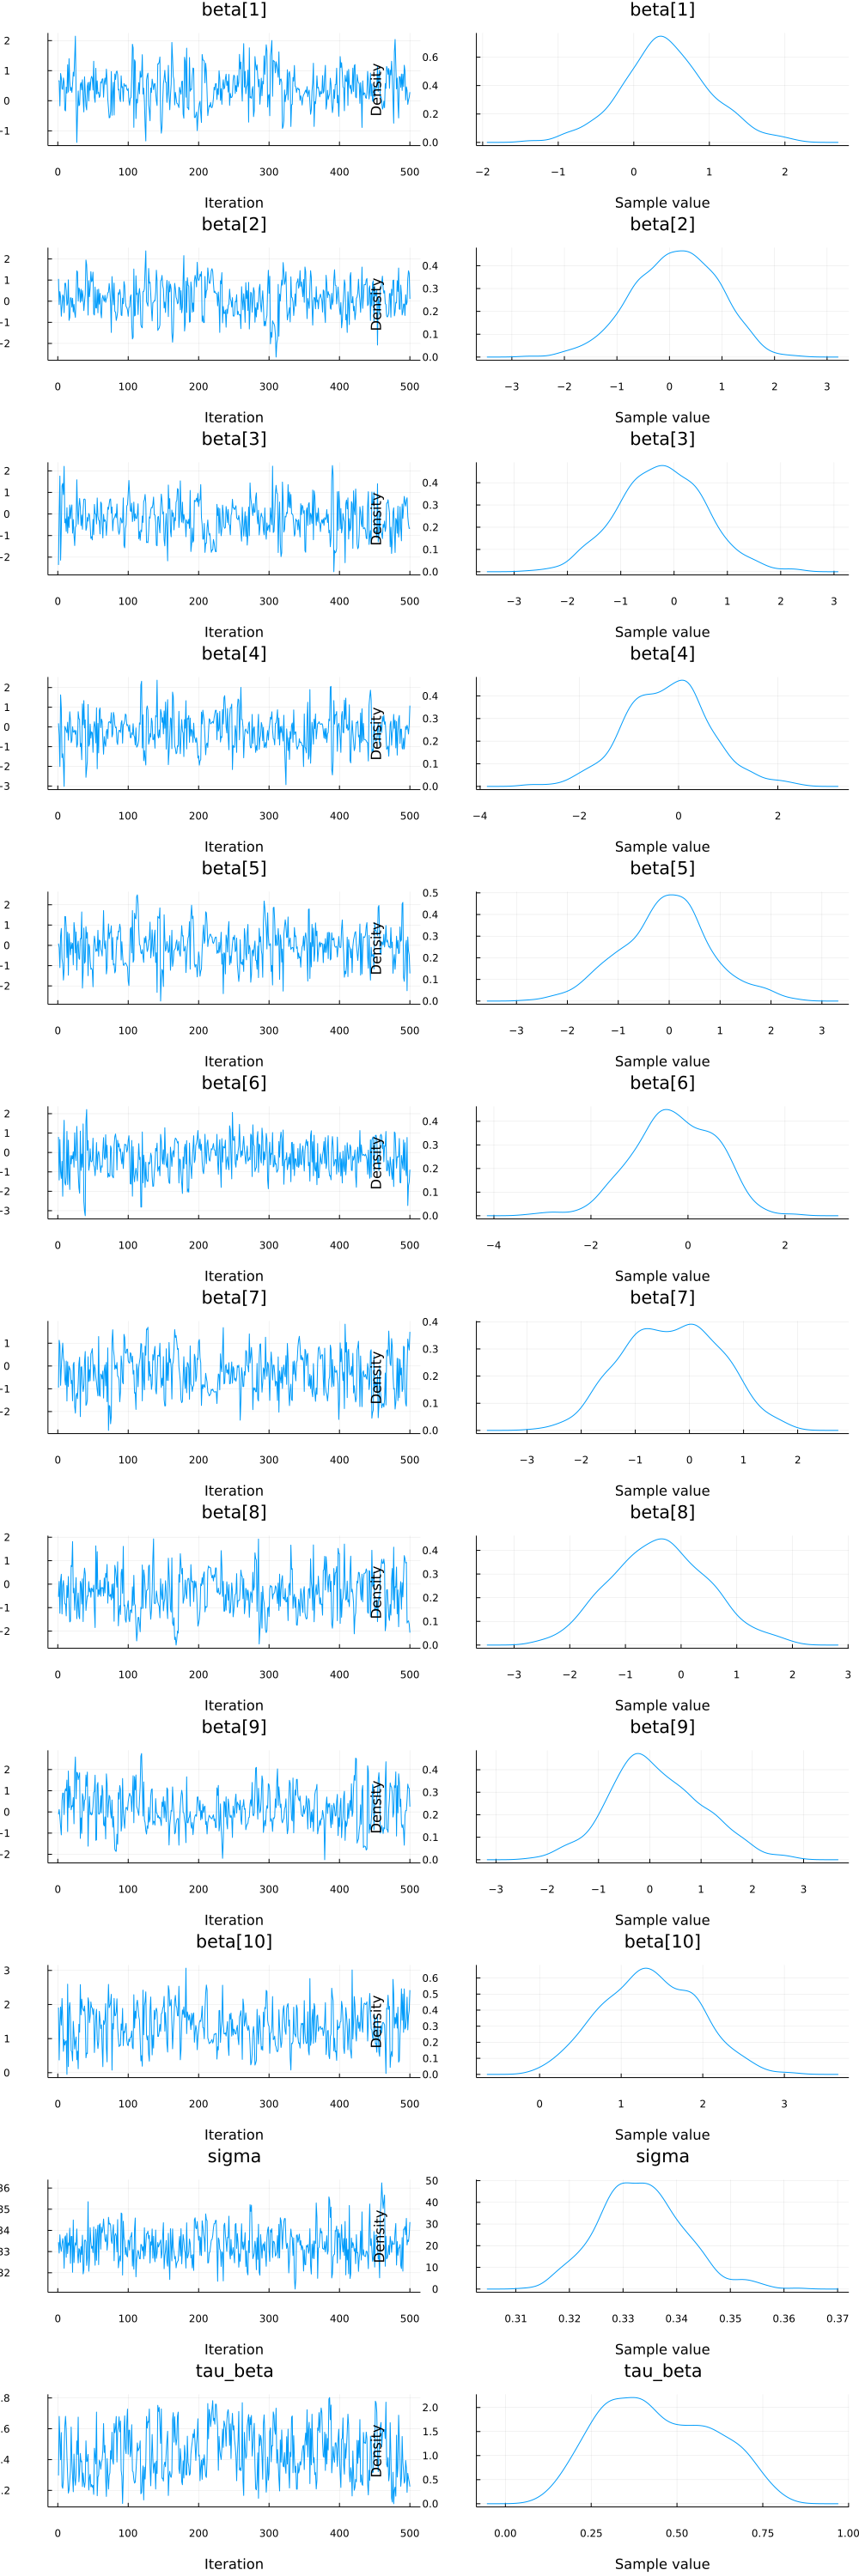 beta[1] beta[1]
2
1
0
−1
Density
0.6
0.4
0.2
0.0
0 100 200 300 400 500 −2 −1 0 1 2
Iteration Sample value
beta[2] beta[2]
2
1
0
−1
−2
Density
0.4
0.3
0.2
0.1
0.0
0 100 200 300 400 500 −3 −2 −1 0 1 2 3
Iteration Sample value
beta[3] beta[3]
2
1
0
−1
−2
Density
0.4
0.3
0.2
0.1
0.0
0 100 200 300 400 500 −3 −2 −1 0 1 2 3
Iteration Sample value
beta[4] beta[4]
2
1
0
−1
−2
−3
Density
0.4
0.3
0.2
0.1
0.0
0 100 200 300 400 500 −4 −2 0 2
Iteration Sample value
beta[5] beta[5]
2
1
0
−1
−2
Density
0.5
0.4
0.3
0.2
0.1
0.0
0 100 200 300 400 500 −3 −2 −1 0 1 2 3
Iteration Sample value
beta[6] beta[6]
2
1
0
−1
−2
−3
Density
0.4
0.3
0.2
0.1
0.0
0 100 200 300 400 500 −4 −2 0 2
Iteration Sample value
beta[7] beta[7]
1
0
−1
−2
Density
0.4
0.3
0.2
0.1
0.0
0 100 200 300 400 500 −3 −2 −1 0 1 2
Iteration Sample value
beta[8] beta[8]
2
1
0
−1
−2
Density
0.4
0.3
0.2
0.1
0.0
0 100 200 300 400 500 −3 −2 −1 0 1 2 3
Iteration Sample value
beta[9] beta[9]
2
1
0
−1
−2
Density
0.4
0.3
0.2
0.1
0.0
0 100 200 300 400 500 −3 −2 −1 0 1 2 3
Iteration Sample value
beta[10] beta[10]
3
2
1
0
Density
0.6
0.5
0.4
0.3
0.2
0.1
0.0
0 100 200 300 400 500 0 1 2 3
Iteration Sample value
sigma sigma
36
35
34
33
32
Density
50
40
30
20
10
0
0 100 200 300 400 500 0.31 0.32 0.33 0.34 0.35 0.36 0.37
Iteration Sample value
tau_beta tau_beta
.8
.6
.4
.2
Density
2.0
1.5
1.0
0.5
0.0
0 100 200 300 400 500 0.00 0.25 0.50 0.75 1.00
Iteration Sample value